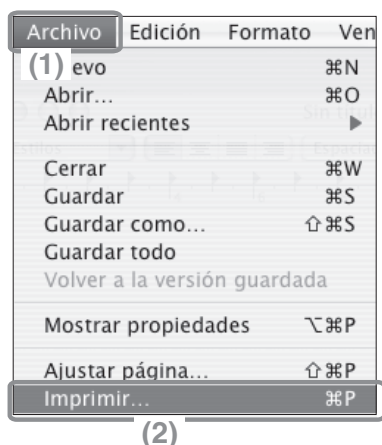 Archivo Edición Formato Ven
(1) evo ⌘N
Abrir... ⌘O
Abrir recientes ▶
Cerrar ⌘W
Guardar ⌘S
Guardar como... ⇧⌘S
Guardar todo
Volver a la versión guardada
Mostrar propiedades ⌥⌘P
Ajustar página... ⇧⌘P
Imprimir... ⌘P
(2)